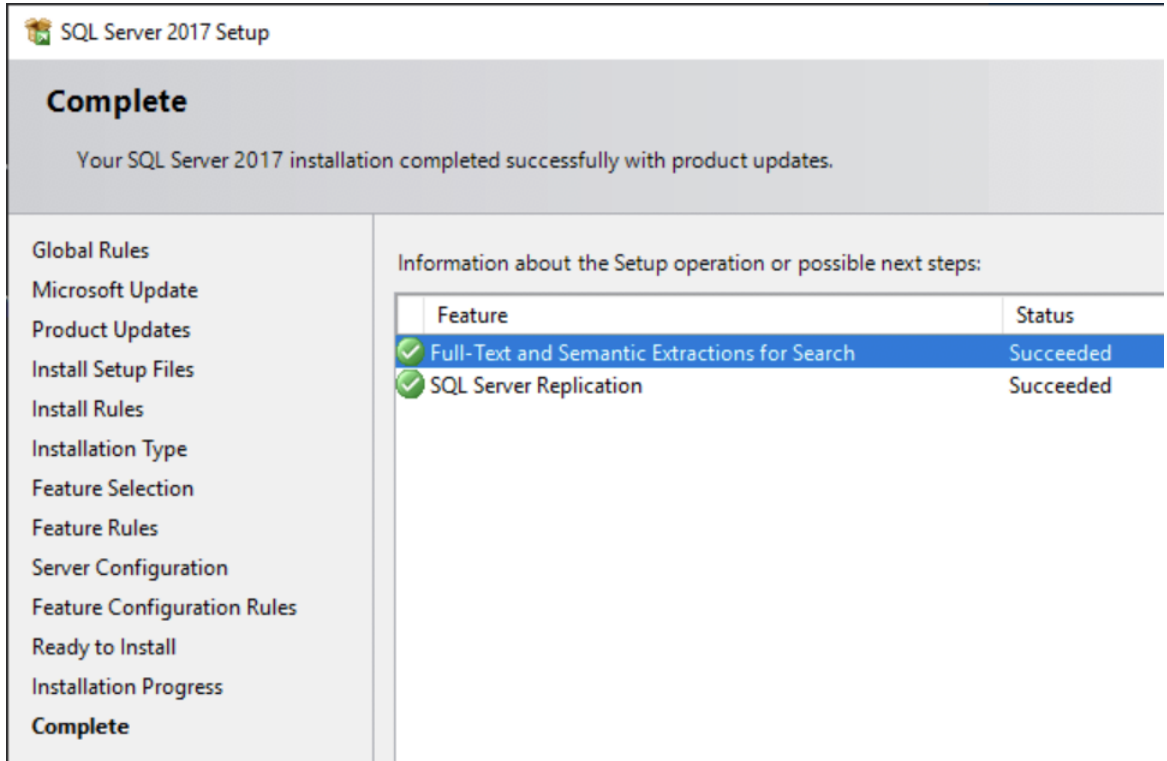 SQL Server 2017 Setup
Complete
Your SQL Server 2017 installation completed successfully with product updates.
Global Rules
Microsoft Update
Product Updates
Install Setup Files
Install Rules
Installation Type
Feature Selection
Feature Rules
Server Configuration
Feature Configuration Rules
Ready to Install
Installation Progress
Complete
Information about the Setup operation or possible next steps:
Feature Status
Full-Text and Semantic Extractions for Search Succeeded
SQL Server Replication Succeeded